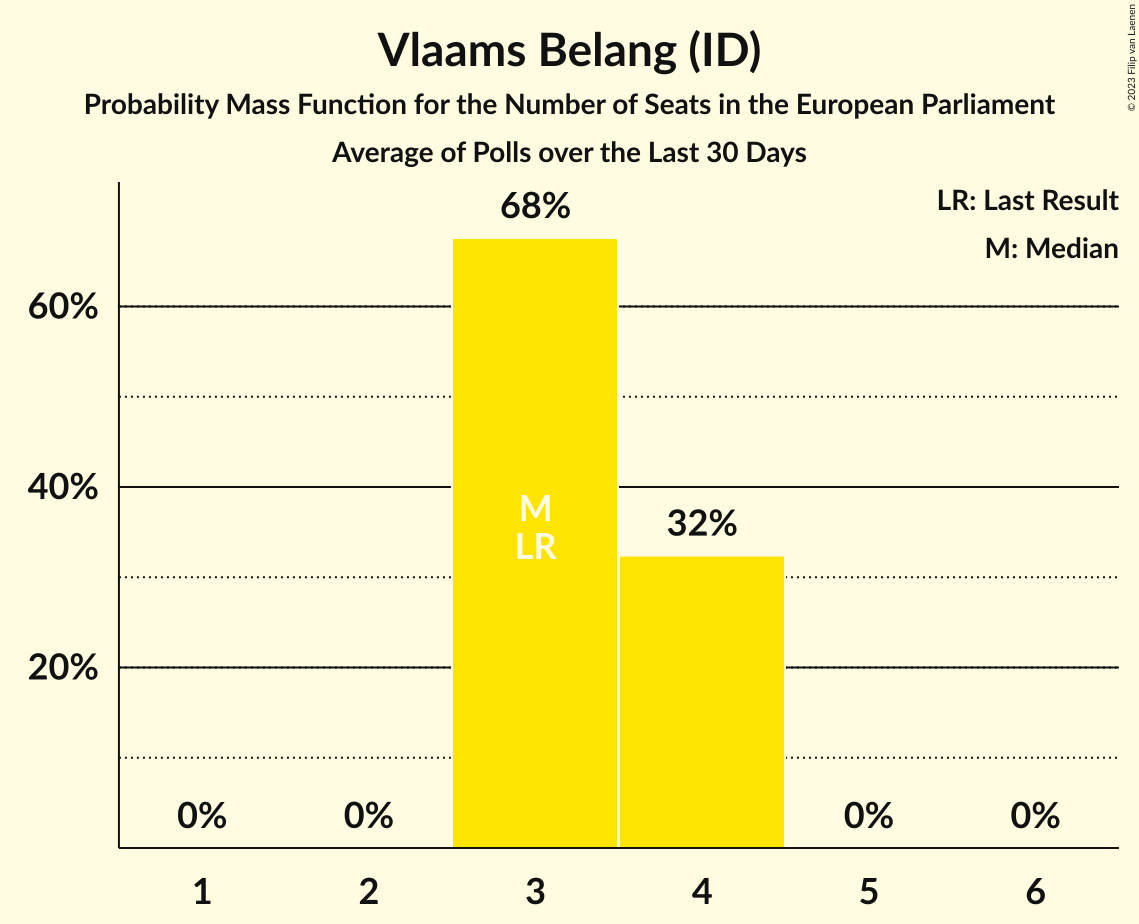 Vlaams Belang (ID)
Probability Mass Function for the Number of Seats in the European Parliament
Average of Polls over the Last 30 Days
© 2023 Filip van Laenen
LR: Last Result
M: Median
68%
60%
40%
M
LR
32%
20%
0%
0%
0%
0%
1
2
3
4
5
6